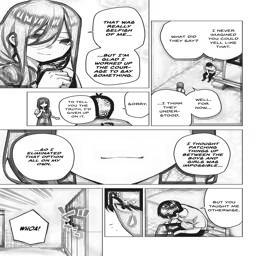 I NEVER
IMAGINED
YOU COULD
YELL LIKE
THAT.
WHAT DID
THEY SAY?
WELL,
FOR
NOW...
...I THINK
THEY
UNDER-
STOOD.
THAT WAS
REALLY
SELFISH
OF ME...
...BUT I'M
GLAD I
WORKED UP
THE COUR-
AGE TO SAY
SOMETHING.
SORRY.
TO TELL
YOU THE
TRUTH, I'D
GIVEN UP
ON IT.
I THOUGHT
PATCHING
THINGS UP
BETWEEN
THE BOYS
AND GIRLS
WAS
IMPOSSIBLE...
...SO I
ELIMINATED
THAT OPTION
ALL ON MY
OWN.
BUT YOU
TAUGHT ME
OTHERWISE.
WHOA!